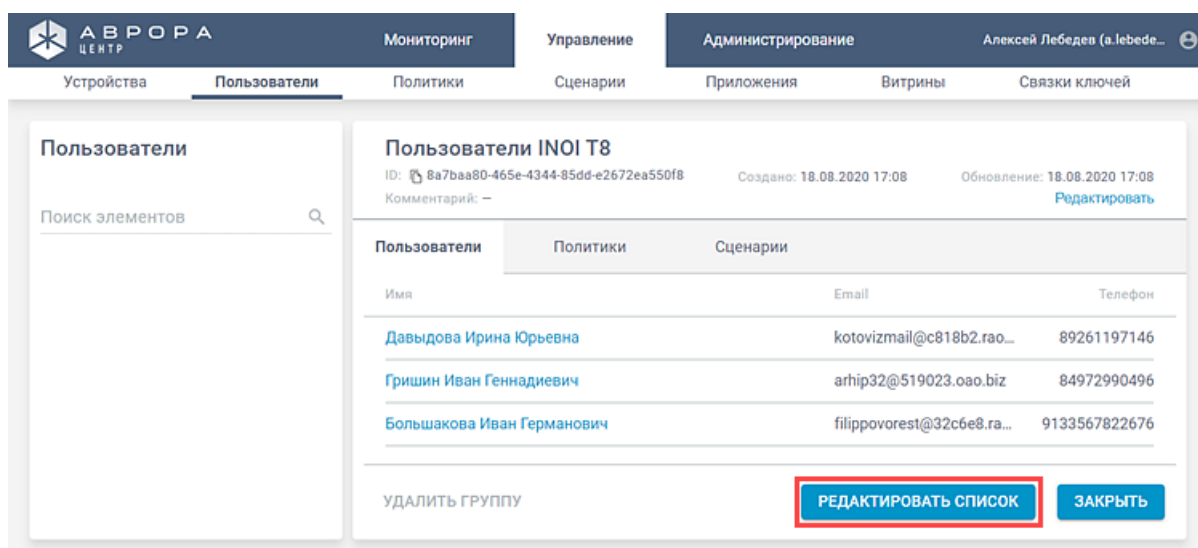 АВРОРА
ЦЕНТР
Мониторинг Управление Администрирование Алексей Лебедев (a.lebede...
Устройства Пользователи Политики Сценарии Приложения Витрины Связки ключей
Пользователи
Поиск элементов
Пользователи INOI T8
ID: 8a7baa80-465e-4344-85dd-e2672ea550f8 Создано: 18.08.2020 17:08 Обновление: 18.08.2020 17:08
Комментарий: – Редактировать
Пользователи Политики Сценарии
Имя Email Телефон
Давыдова Ирина Юрьевна kotovizmail@c818b2.rao... 89261197146
Гришин Иван Геннадиевич arhip32@519023.oao.biz 84972990496
Большакова Иван Германович filippovorest@32c6e8.ra... 9133567822676
УДАЛИТЬ ГРУППУ РЕДАКТИРОВАТЬ СПИСОК ЗАКРЫТЬ